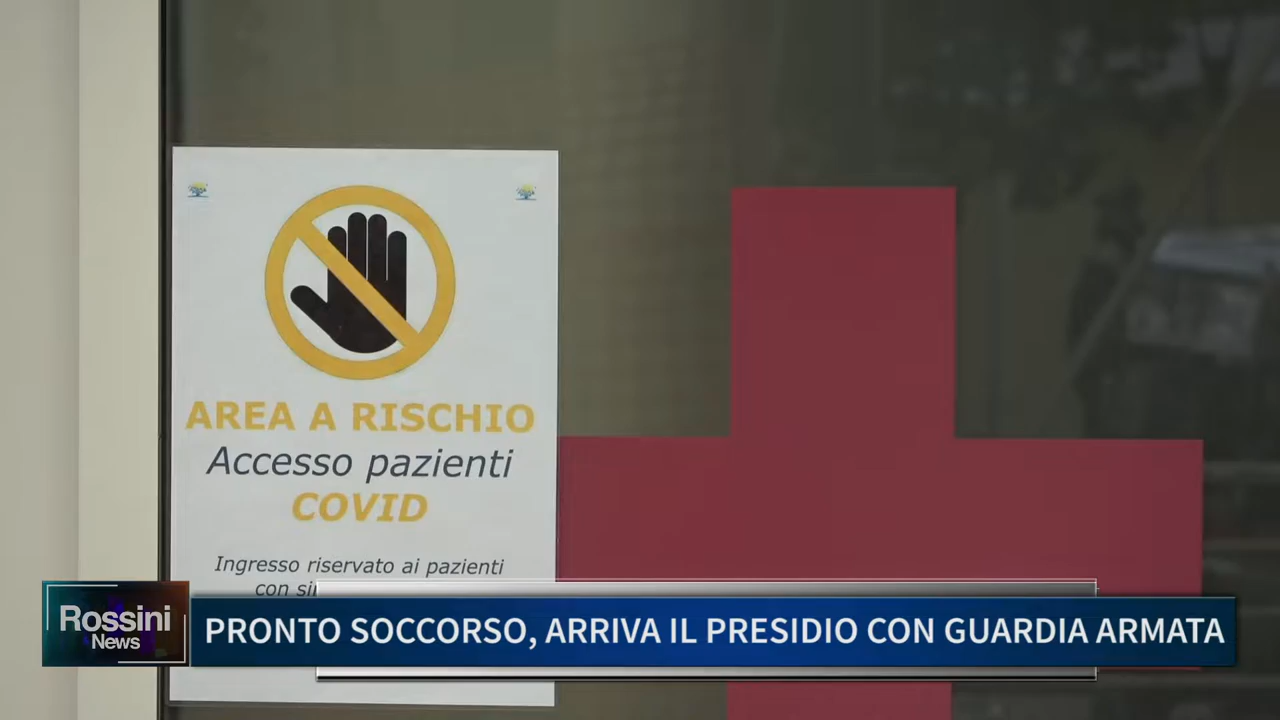 AREA A RISCHIO
Accesso pazienti
COVID
Ingresso riservato ai pazienti
con
Rossini
News
PRONTO SOCCORSO, ARRIVA IL PRESIDIO CON GUARDIA ARMATA